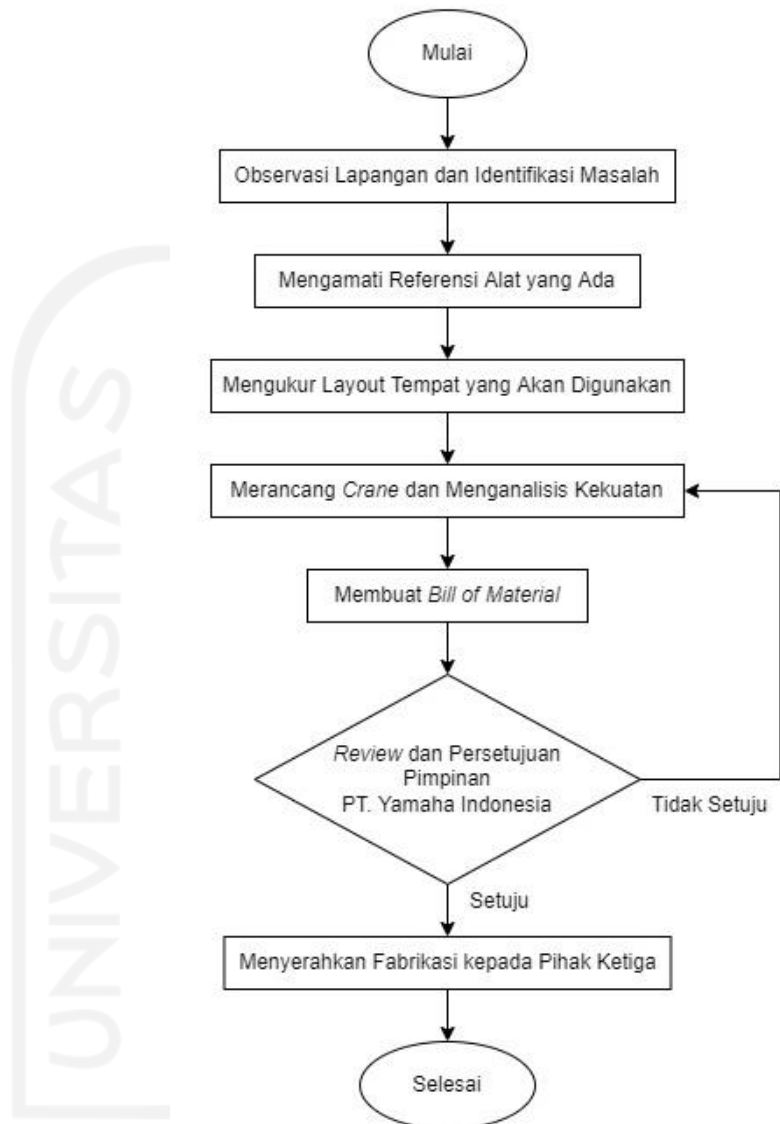 Mulai
Observasi Lapangan dan Identifikasi Masalah
Mengamati Referensi Alat yang Ada
Mengukur Layout Tempat yang Akan Digunakan
Merancang Crane dan Menganalisis Kekuatan
Membuat Bill of Material
Review dan Persetujuan
Pimpinan
PT. Yamaha Indonesia
Tidak Setuju
Setuju
Menyerahkan Fabrikasi kepada Pihak Ketiga
Selesai
UNIVERSITAS